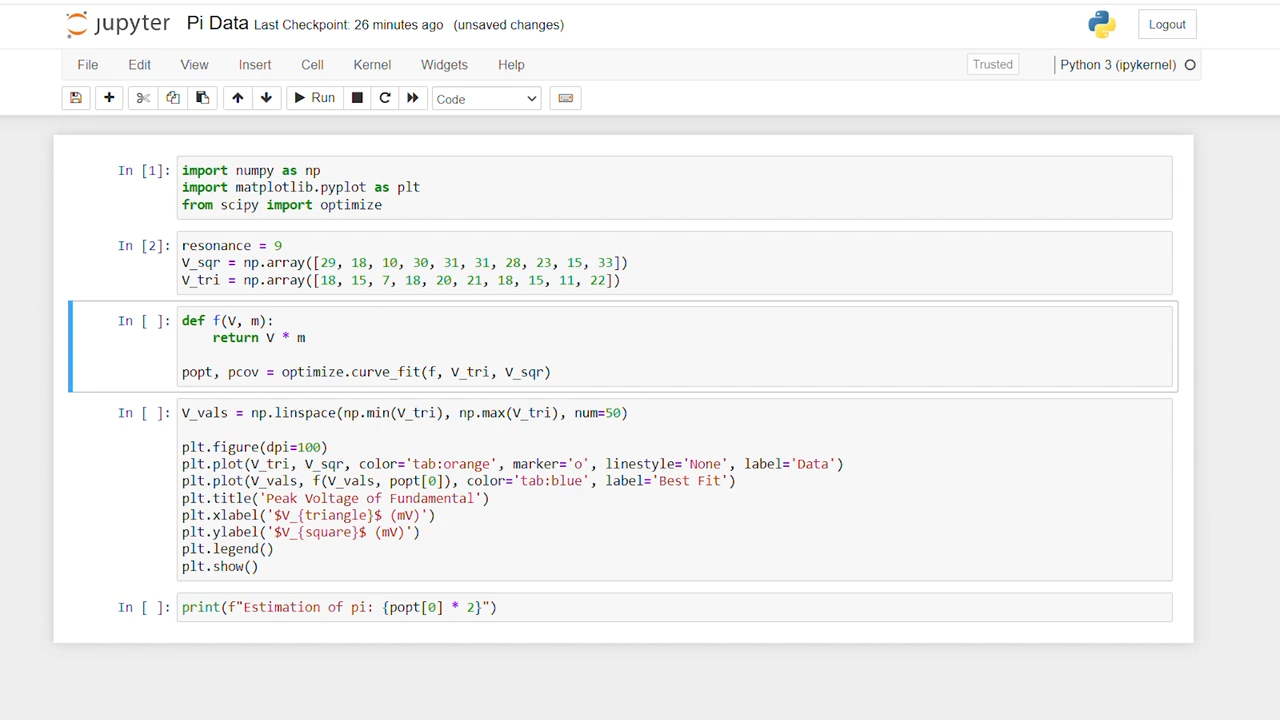 jupyter Pi Data Last Checkpoint: 26 minutes ago (unsaved changes) Logout
File Edit View Insert Cell Kernel Widgets Help Trusted Python 3 (ipykernel)
Run Code
In [1]: import numpy as np
import matplotlib.pyplot as plt
from scipy import optimize
In [2]: resonance = 9
V_sqr = np.array([29, 18, 10, 30, 31, 31, 28, 23, 15, 33])
V_tri = np.array([18, 15, 7, 18, 20, 21, 18, 15, 11, 22])
In [ ]: def f(V, m):
return V * m
popt, pcov = optimize.curve_fit(f, V_tri, V_sqr)
In [ ]: V_vals = np.linspace(np.min(V_tri), np.max(V_tri), num=50)
plt.figure(dpi=100)
plt.plot(V_tri, V_sqr, color='tab:orange', marker='o', linestyle='None', label='Data')
plt.plot(V_vals, f(V_vals, popt[0]), color='tab:blue', label='Best Fit')
plt.title('Peak Voltage of Fundamental')
plt.xlabel('$V_{triangle}$ (mV)')
plt.ylabel('$V_{square}$ (mV)')
plt.legend()
plt.show()
In [ ]: print(f"Estimation of pi: {popt[0] * 2}")